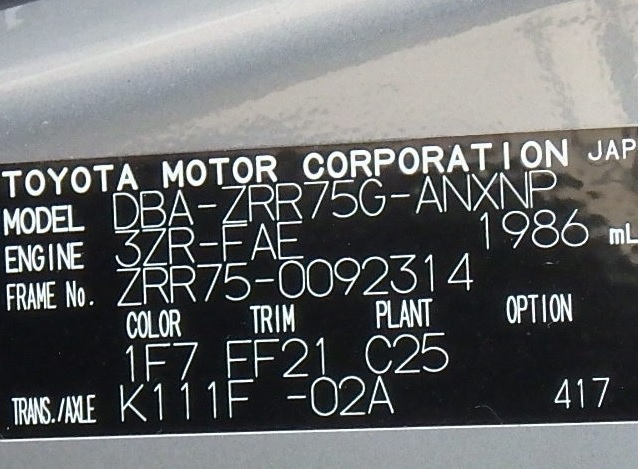 TOYOTA MOTOR CORPORATION JAP
MODEL DBA-ZRR75G-ANXNP
ENGINE 3ZR-FAE 1986 mL
FRAME No. ZRR75-0092314
COLOR TRIM PLANT OPTION
1F7 FF21 C25
TRANS./AXLE K111F -02A 417